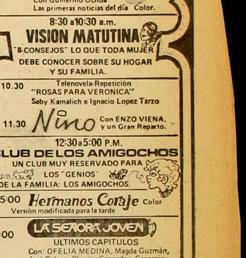 Con Guillermo Ochoa
Las primeras noticias del día Color.
8:30 a 10:30 a.m.
VISION MATUTINA
"8-CONSEJOS" LO QUE TODA MUJER
DEBE CONOCER SOBRE SU HOGAR
Y SU FAMILIA.
10.30 Telenovela-Repetición
"ROSAS PARA VERONICA"
Saby Kamalich e Ignacio Lopez Tarzo
11.30 Nino Con ENZO VIENA,
y un Gran Reparto.
12:30 a 5:00 P.M.
CLUB DE LOS AMIGOCHOS
UN CLUB MUY RESERVADO PARA
LOS "GENIOS"
DE LA FAMILIA: LOS AMIGOCHOS.
5:00 Hermanos Coraje Color
Version modificada para la tarde
00 LA SEÑORA JOVEN
ULTIMOS CAPITULOS
Con: OFELIA MEDINA, Magda Guzmán,